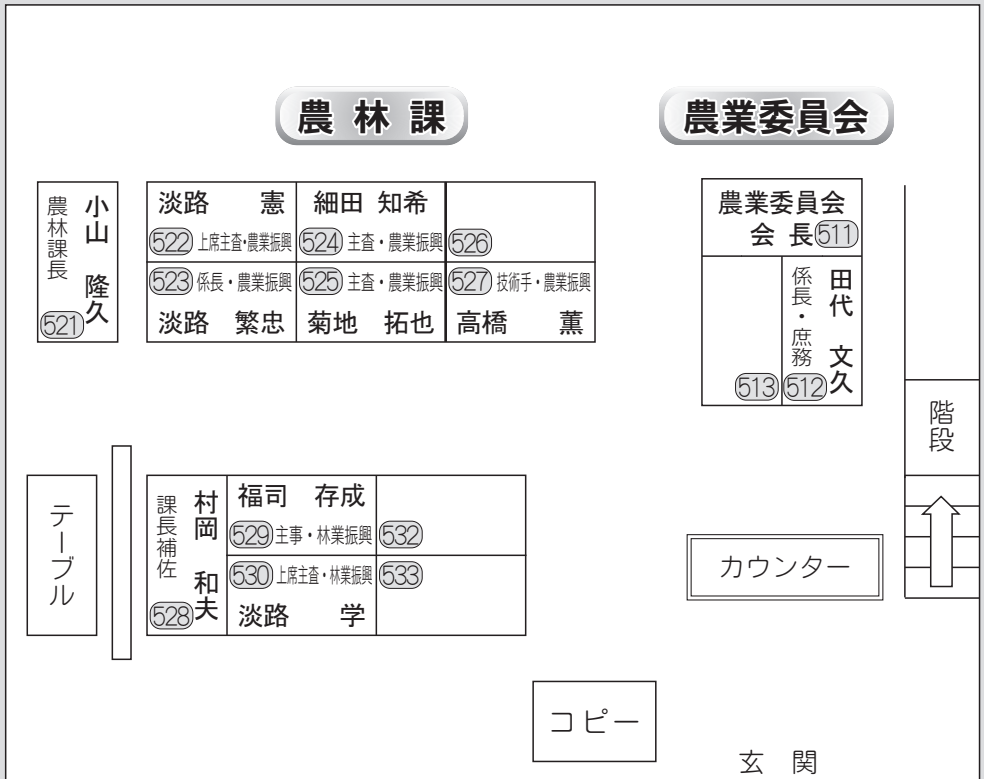 農林課
農業委員会
農林課長
小山 隆久
521
淡路 憲
522 上席主査・農業振興
細田 知希
524 主査・農業振興
526
523 係長・農業振興
淡路 繁忠
525 主査・農業振興
菊地 拓也
527 技術手・農業振興
高橋 薫
農業委員会
会長 511
513
係長・庶務
田代 文久
512
階段
テーブル
課長補佐
村岡 和夫
528
福司 存成
529 主事・林業振興
532
530 上席主査・林業振興
淡路 学
533
カウンター
コピー
玄関